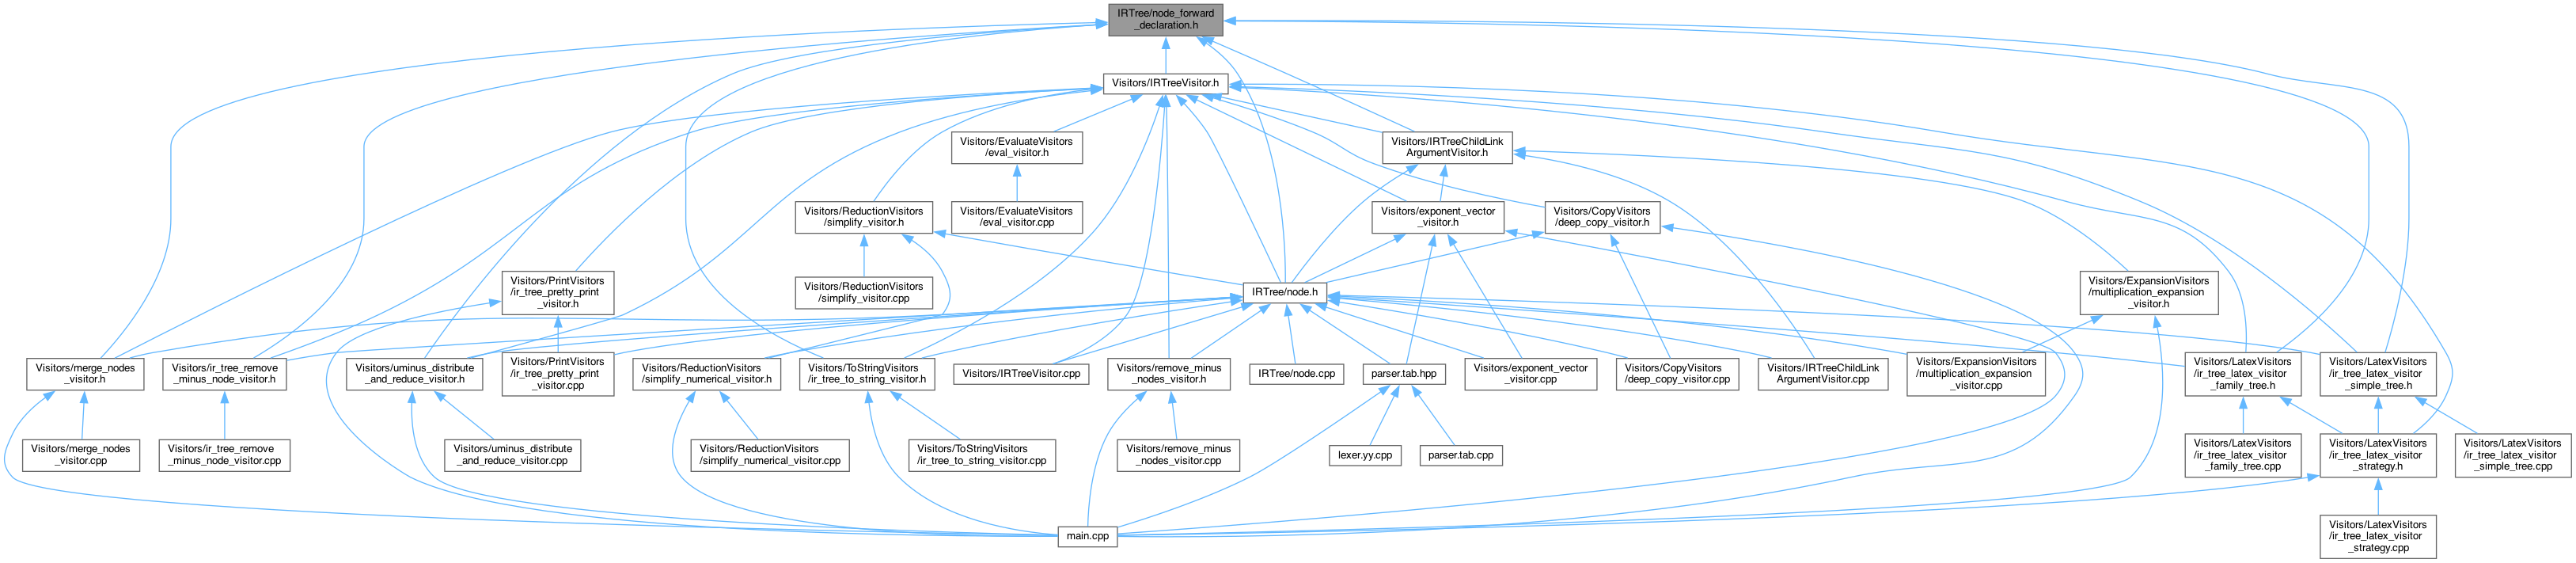 IRTree/node_forward
_declaration.h
Visitors/IRTreeVisitor.h
Visitors/EvaluateVisitors
/eval_visitor.h
Visitors/IRTreeChildLink
ArgumentVisitor.h
Visitors/ReductionVisitors
/simplify_visitor.h
Visitors/EvaluateVisitors
/eval_visitor.cpp
Visitors/exponent_vector
_visitor.h
Visitors/CopyVisitors
/deep_copy_visitor.h
Visitors/PrintVisitors
/ir_tree_pretty_print
_visitor.h
Visitors/ReductionVisitors
/simplify_visitor.cpp
IRTree/node.h
Visitors/ExpansionVisitors
/multiplication_expansion
_visitor.h
Visitors/merge_nodes
_visitor.h
Visitors/ir_tree_remove
_minus_node_visitor.h
Visitors/uminus_distribute
_and_reduce_visitor.h
Visitors/PrintVisitors
/ir_tree_pretty_print
_visitor.cpp
Visitors/ReductionVisitors
/simplify_numerical_visitor.h
Visitors/ToStringVisitors
/ir_tree_to_string_visitor.h
Visitors/IRTreeVisitor.cpp
Visitors/remove_minus
_nodes_visitor.h
IRTree/node.cpp
parser.tab.hpp
Visitors/exponent_vector
_visitor.cpp
Visitors/CopyVisitors
/deep_copy_visitor.cpp
Visitors/IRTreeChildLink
ArgumentVisitor.cpp
Visitors/ExpansionVisitors
/multiplication_expansion
_visitor.cpp
Visitors/LatexVisitors
/ir_tree_latex_visitor
_family_tree.h
Visitors/LatexVisitors
/ir_tree_latex_visitor
_simple_tree.h
Visitors/merge_nodes
_visitor.cpp
Visitors/ir_tree_remove
_minus_node_visitor.cpp
Visitors/uminus_distribute
_and_reduce_visitor.cpp
Visitors/ReductionVisitors
/simplify_numerical_visitor.cpp
Visitors/ToStringVisitors
/ir_tree_to_string_visitor.cpp
Visitors/remove_minus
_nodes_visitor.cpp
lexer.yy.cpp
parser.tab.cpp
Visitors/LatexVisitors
/ir_tree_latex_visitor
_family_tree.cpp
Visitors/LatexVisitors
/ir_tree_latex_visitor
_strategy.h
Visitors/LatexVisitors
/ir_tree_latex_visitor
_simple_tree.cpp
main.cpp
Visitors/LatexVisitors
/ir_tree_latex_visitor
_strategy.cpp